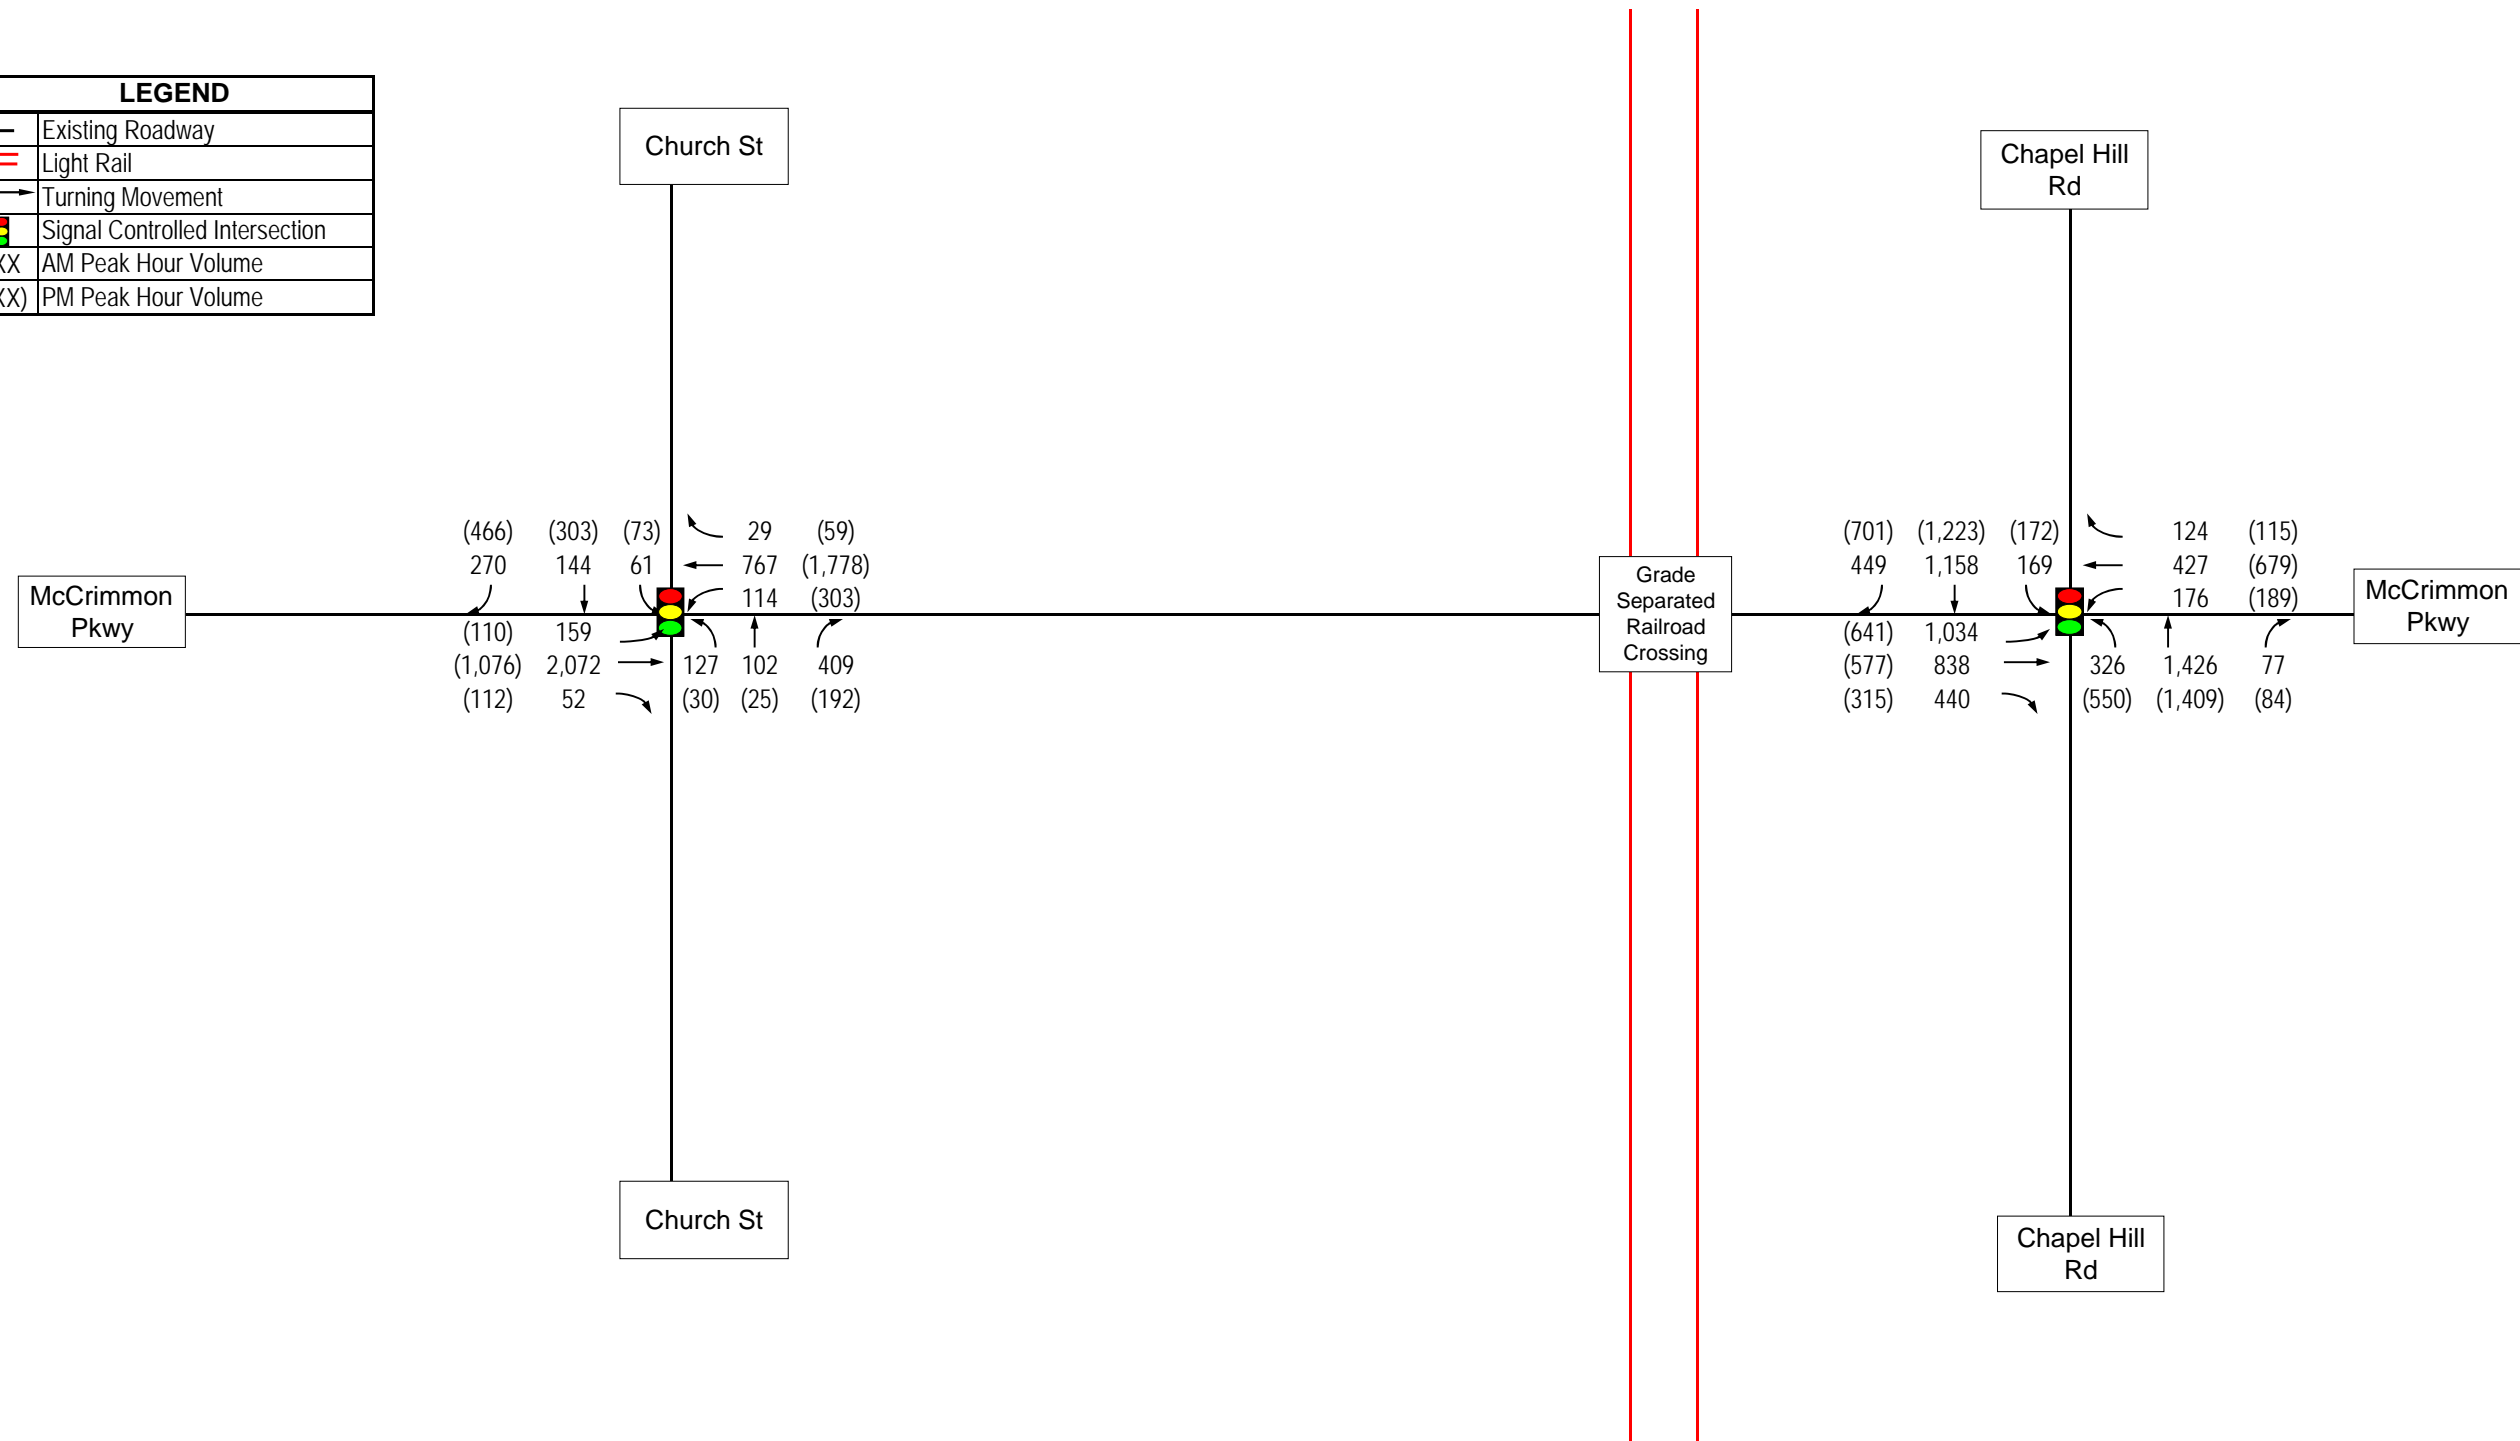 LEGEND
Existing Roadway
Light Rail
Turning Movement
Signal Controlled Intersection
XX AM Peak Hour Volume
XX) PM Peak Hour Volume
Church St
Chapel Hill
Rd
(466) (303) (73) 29 (59)
270 144 61 767 (1,778)
114 (303)
McCrimmon
Pkwy
(110) 159
(1,076) 2,072 127 102 409
(112) 52 (30) (25) (192)
Grade
Separated
Railroad
Crossing
(701) (1,223) (172) 124 (115)
449 1,158 169 427 (679)
176 (189)
(641) 1,034
(577) 838 326 1,426 77
(315) 440 (550) (1,409) (84)
McCrimmon
Pkwy
Church St
Chapel Hill
Rd